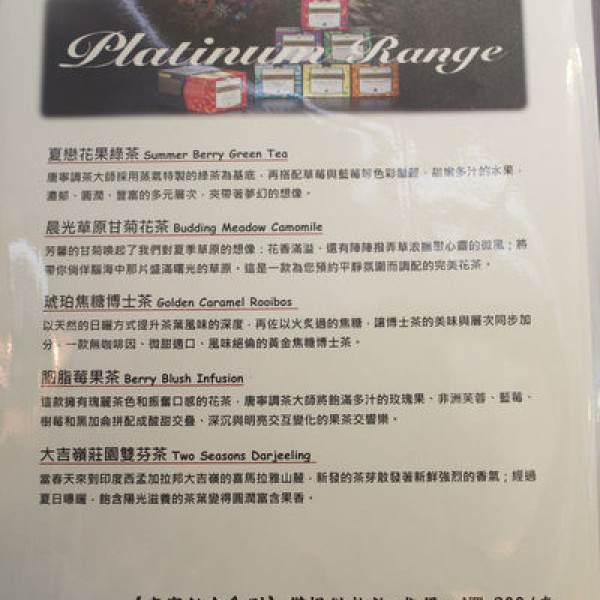 Platinum Range
夏戀花果綠茶 Summer Berry Green Tea
唐寧調茶大師採用蒸氣特製的綠茶為基底，再搭配草莓與藍莓等色彩豔麗、甜嫩多汁的水果，
濃郁、圓潤、豐富的多元層次，夾帶著夢幻的想像。
晨光草原甘菊花茶 Budding Meadow Camomile
芳馨的甘菊喚起了我們對夏季草原的想像：花香滿溢、還有陣陣撥弄草浪 心靈的微風；將
帶你徜徉腦海中那片盛滿曙光的草原。這是一款為您預約平靜氛圍而調配的完美花茶。
琥珀焦糖博士茶 Golden Caramel Rooibos
以天然的日曬方式提升茶葉風味的深度，再佐以火炙過的焦糖，讓博士茶的美味與層次同步加
分，一款無咖啡因、微甜適口、風味絕倫的黃金焦糖博士茶。
胭脂莓果茶 Berry Blush Infusion
這款擁有瑰麗茶色和振奮口感的花茶，唐寧調茶大師將飽滿多汁的玫瑰果、非洲芙蓉、藍莓、
樹莓和黑加侖拼配成酸甜交疊、深沉與明亮交互變化的果茶交響樂。
大吉嶺莊園雙芬茶 Two Seasons Darjeeling
當春天來到印度西孟加拉邦大吉嶺的喜馬拉雅山麓，新發的茶芽散發著新鮮強烈的香氣；經過
夏日曝曬，飽含陽光滋養的茶葉變得圓潤富含果香。